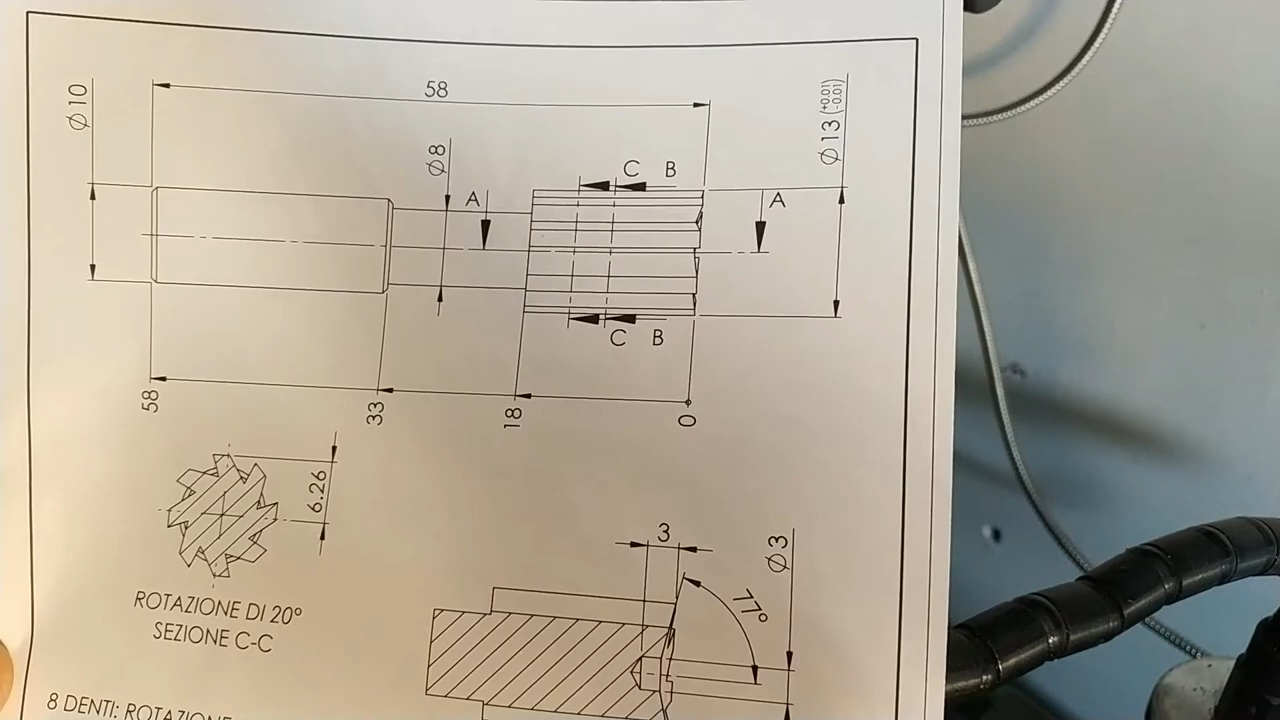 58
Ø10
Ø8
Ø13 (+0.01/-0.01)
C B
A
A
C B
58
33
18
0
6.26
ROTAZIONE DI 20°
SEZIONE C-C
3
Ø3
77°
8 DENTI: ROTAZIONE